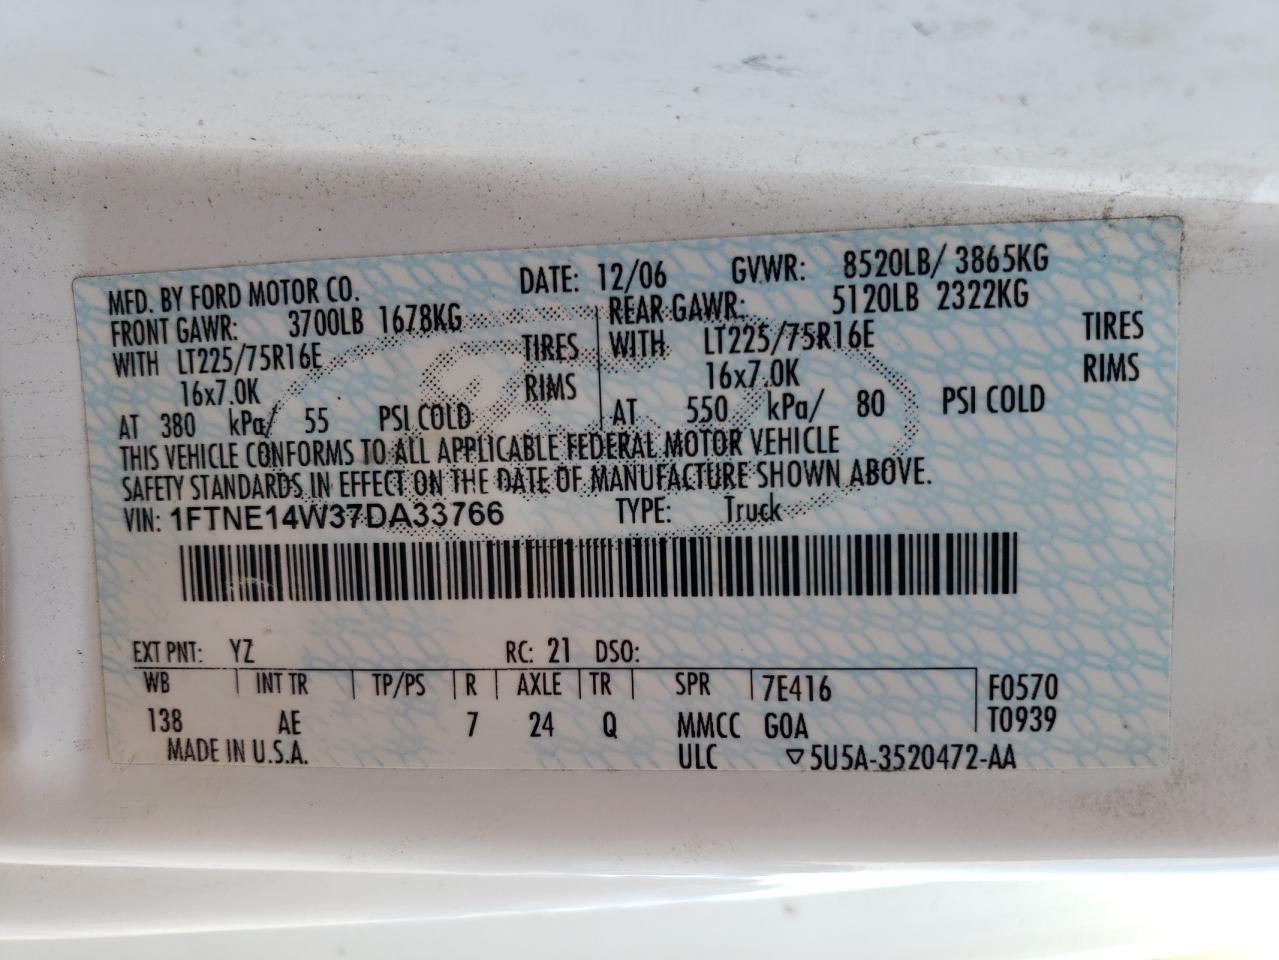 MFD. BY FORD MOTOR CO. DATE: 12/06 GVWR: 8520LB/ 3865KG
FRONT GAWR: 3700LB 1678KG REAR GAWR: 5120LB 2322KG
WITH LT225/75R16E TIRES WITH LT225/75R16E TIRES
16x7.0K RIMS 16x7.0K RIMS
AT 380 kPa/ 55 PSI COLD AT 550 kPa/ 80 PSI COLD
THIS VEHICLE CONFORMS TO ALL APPLICABLE FEDERAL MOTOR VEHICLE
SAFETY STANDARDS IN EFFECT ON THE DATE OF MANUFACTURE SHOWN ABOVE.
VIN: 1FTNE14W37DA33766 TYPE: Truck
EXT PNT: YZ RC: 21 DSO:
WB INT TR TP/PS R AXLE TR SPR 7E416 F0570
138 AE 7 24 Q MMCC GOA T0939
MADE IN U.S.A. ULC ▽5U5A-3520472-AA